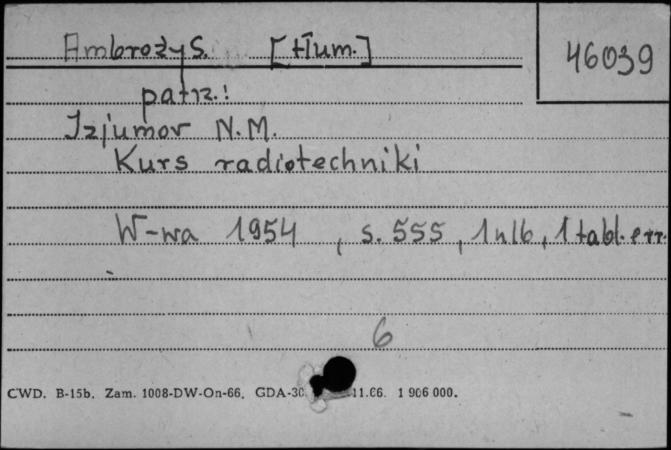 Ambroży S. [tłum.]
46039
patrz.:
Izjumov N.M.
Kurs radiotechniki
W-wa 1954, s. 555, 1 nlb, 1 tabl. err.
6
CWD. B-15b. Zam. 1008-DW-On-66. GDA-30 11.66. 1 906 000.